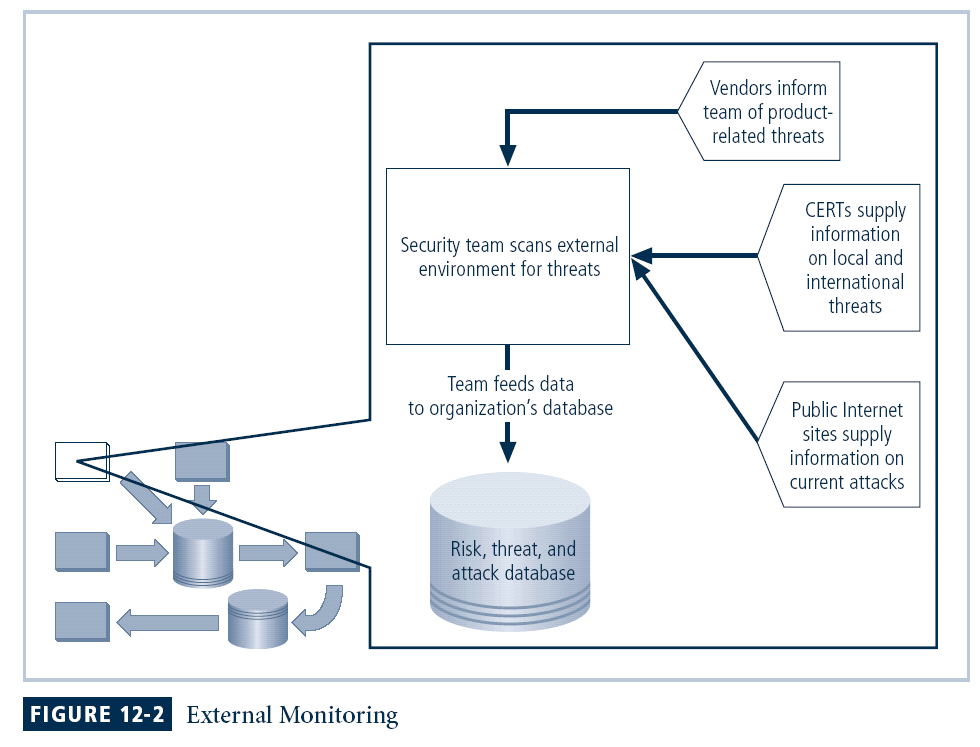 Vendors inform
team of product-
related threats
Security team scans external
environment for threats
CERTs supply
information
on local and
international
threats
Team feeds data
to organization’s database
Public Internet
sites supply
information on
current attacks
Risk, threat, and
attack database
FIGURE 12-2 External Monitoring